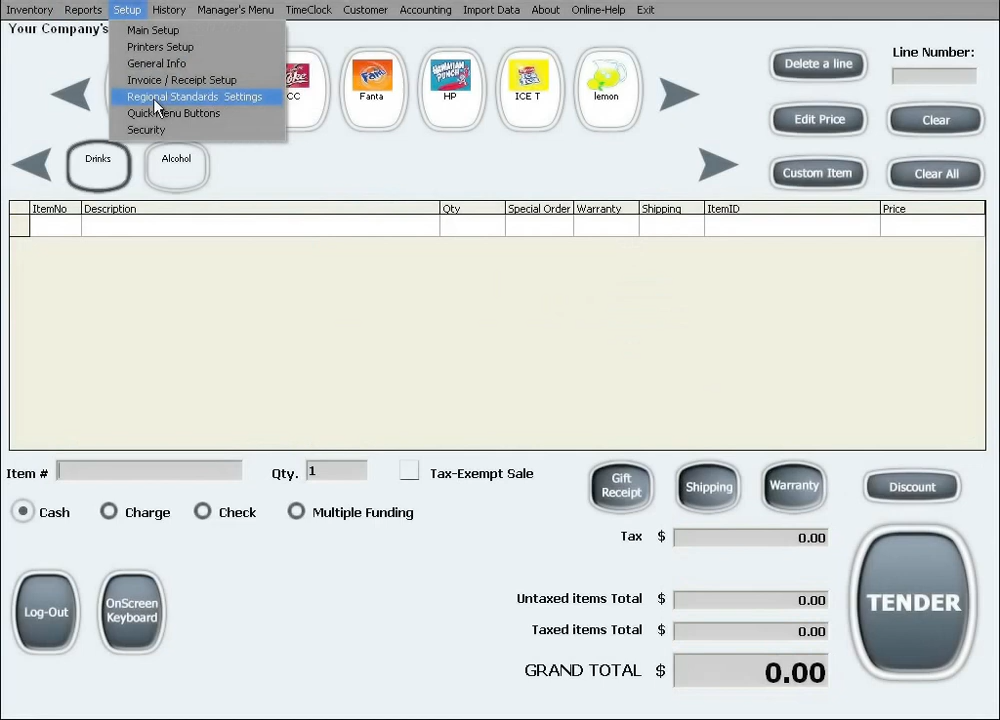 Inventory Reports Setup History Manager's Menu TimeClock Customer Accounting Import Data About Online-Help Exit
Your Company's
Main Setup
Printers Setup
General Info
Invoice / Receipt Setup
Regional Standards Settings
Quick Menu Buttons
Security
CC
Fanta
Fanta
HAWAIIAN PUNCH
HP
ICE T
lemon
Delete a line
Line Number:
Edit Price
Clear
Custom Item
Clear All
Drinks
Alcohol
ItemNo Description Qty Special Order Warranty Shipping ItemID Price
Item #
Qty. 1
Tax-Exempt Sale
Gift
Receipt
Shipping
Warranty
Discount
Cash Charge Check Multiple Funding
Tax $ 0.00
Log-Out
OnScreen
Keyboard
Untaxed items Total $ 0.00
Taxed items Total $ 0.00
GRAND TOTAL $ 0.00
TENDER